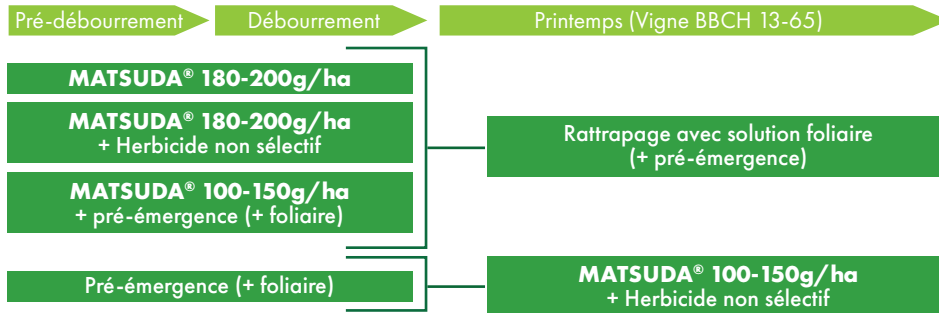 Pré-débourrement
Débourrement
Printemps (Vigne BBCH 13-65)
MATSUDA® 180-200g/ha
MATSUDA® 180-200g/ha
+ Herbicide non sélectif
MATSUDA® 100-150g/ha
+ pré-émergence (+ foliaire)
Rattrapage avec solution foliaire
(+ pré-émergence)
Pré-émergence (+ foliaire)
MATSUDA® 100-150g/ha
+ Herbicide non sélectif